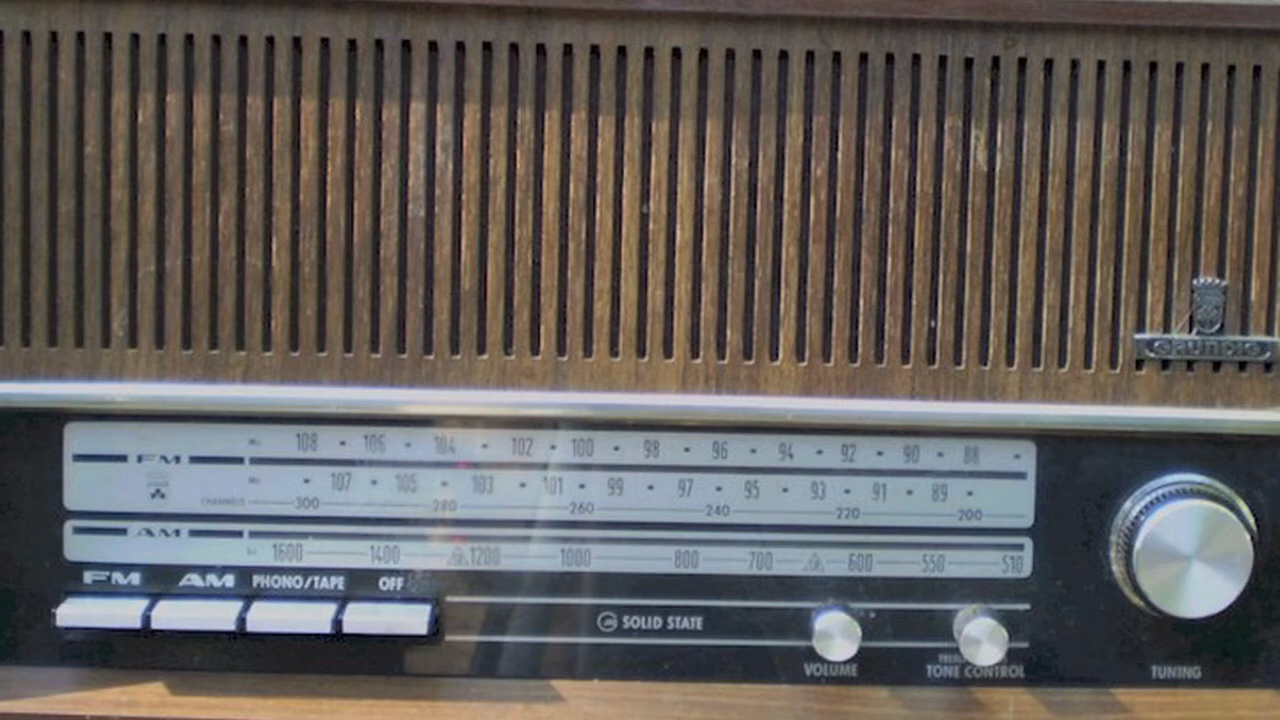 GRUNDIG
108 · 106 · 104 · 102 · 100 · 98 · 96 · 94 · 92 · 90 · 88 ·
FM
· 107 · 105 · 103 · 101 · 99 · 97 · 95 · 93 · 91 · 89 ·
CHANNELS 300 280 260 240 220 200
AM
1600 1400 1200 1000 800 700 600 550 510
FM AM PHONO/TAPE OFF
SOLID STATE
VOLUME TONE CONTROL TUNING